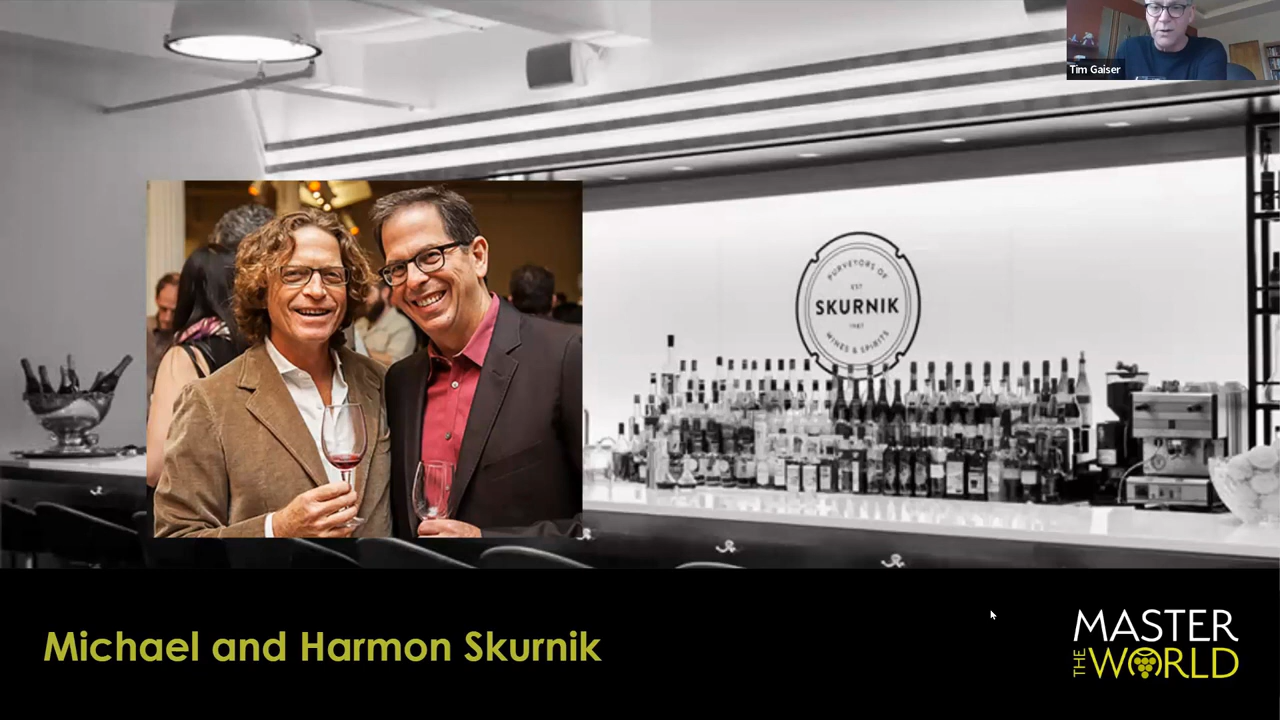 Tim Gaiser
PURVEYORS OF
EST
SKURNIK
1987
WINES & SPIRITS
Michael and Harmon Skurnik
MASTER
THE WORLD